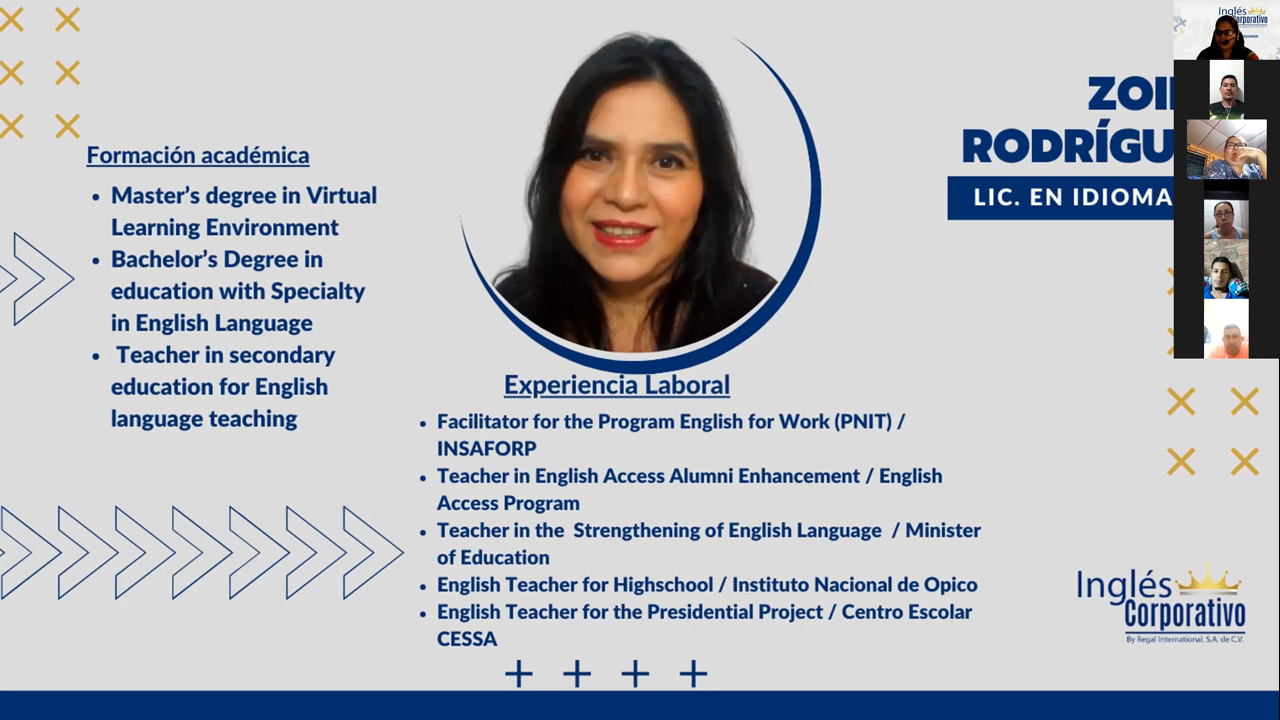 Formación académica
Master's degree in Virtual
Learning Environment
Bachelor's Degree in
education with Specialty
in English Language
Teacher in secondary
education for English
language teaching
RODRÍGU
LIC. EN IDIOMA
Experiencia Laboral
Facilitator for the Program English for Work (PNIT) /
INSAFORP
Teacher in English Access Alumni Enhancement / English
Access Program
Teacher in the Strengthening of English Language / Minister
of Education
English Teacher for Highschool / Instituto Nacional de Opico
English Teacher for the Presidential Project / Centro Escolar
CESSA
Inglés
Corporativo
By Regal International, S.A. de C.V.
Inglés
Corporativo